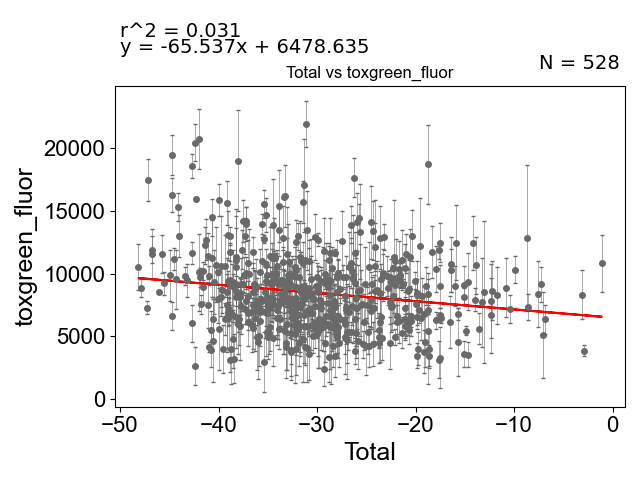 r^2 = 0.031
y = -65.537x + 6478.635
N = 528
Total vs toxgreen_fluor
toxgreen_fluor
20000
15000
10000
5000
0
−50
−40
−30
−20
−10
0
Total